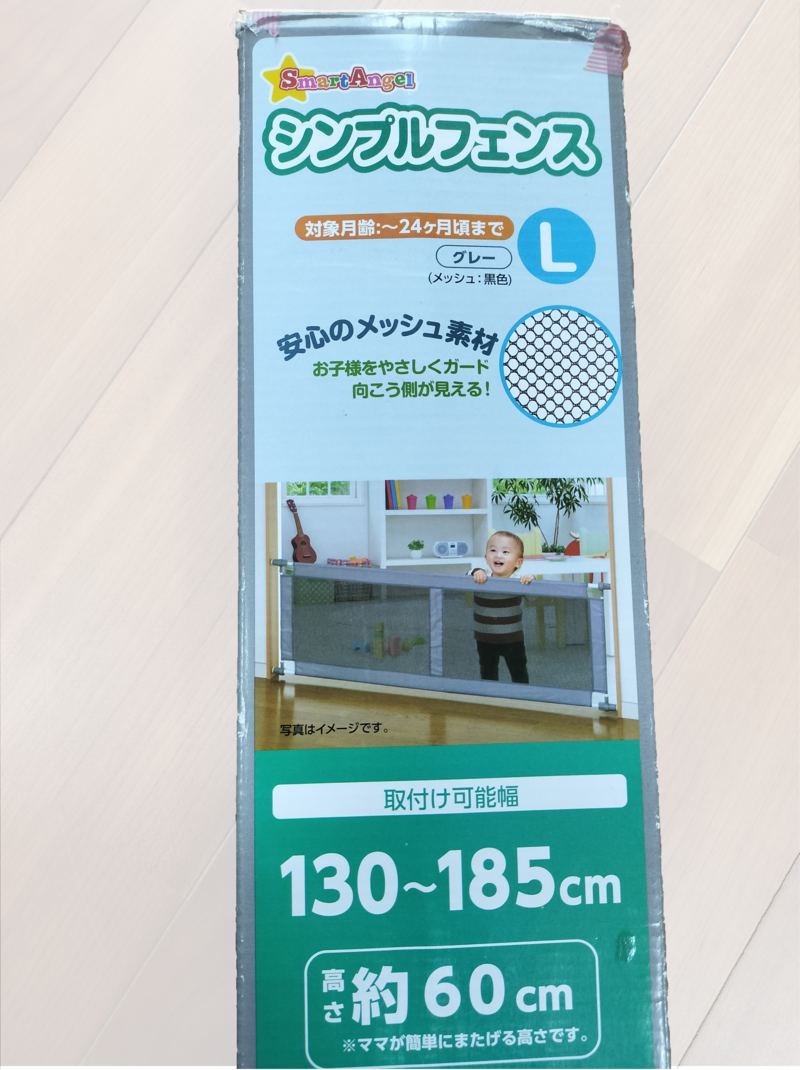 SmartAngel
シンプルフェンス
対象月齢:～24ヶ月頃まで
グレー
(メッシュ:黒色)
L
安心のメッシュ素材
お子様をやさしくガード
向こう側が見える!
写真はイメージです。
取付け可能幅
130～185cm
高さ 約60cm
※ママが簡単にまたげる高さです。